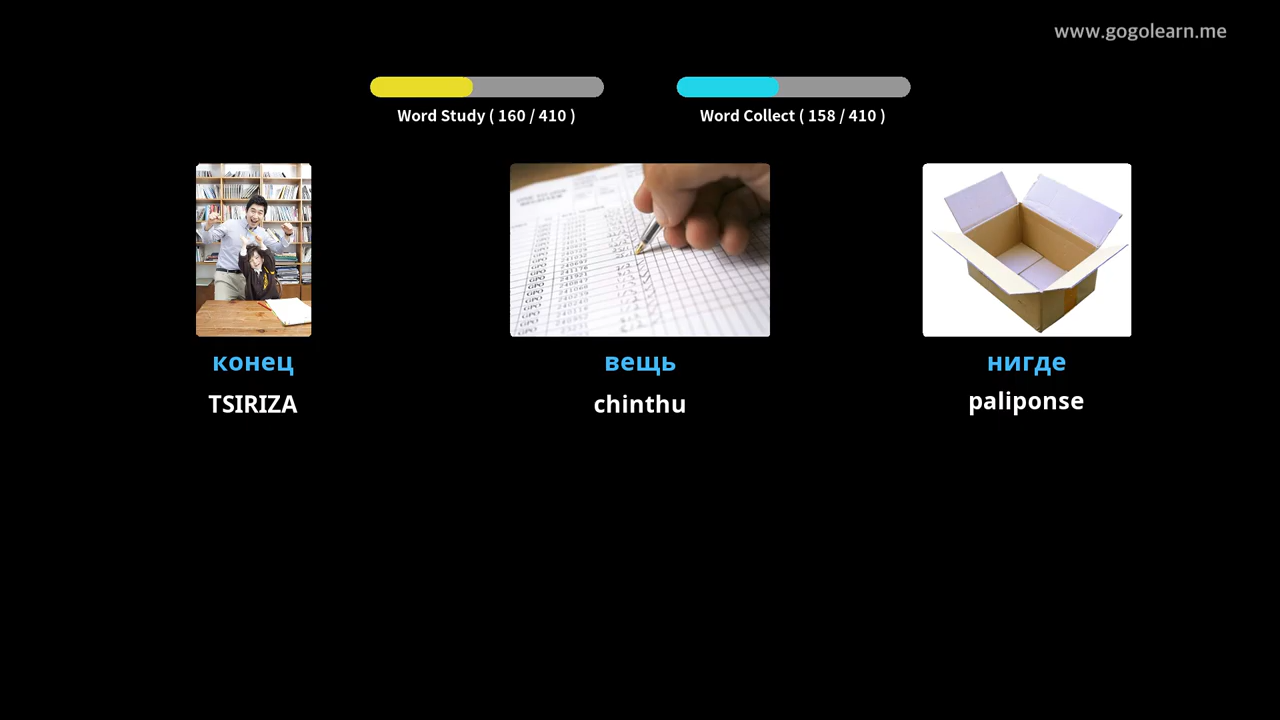 www.gogolearn.me
Word Study ( 160 / 410 )
Word Collect ( 158 / 410 )
конец
вещь
нигде
TSIRIZA
chinthu
paliponse